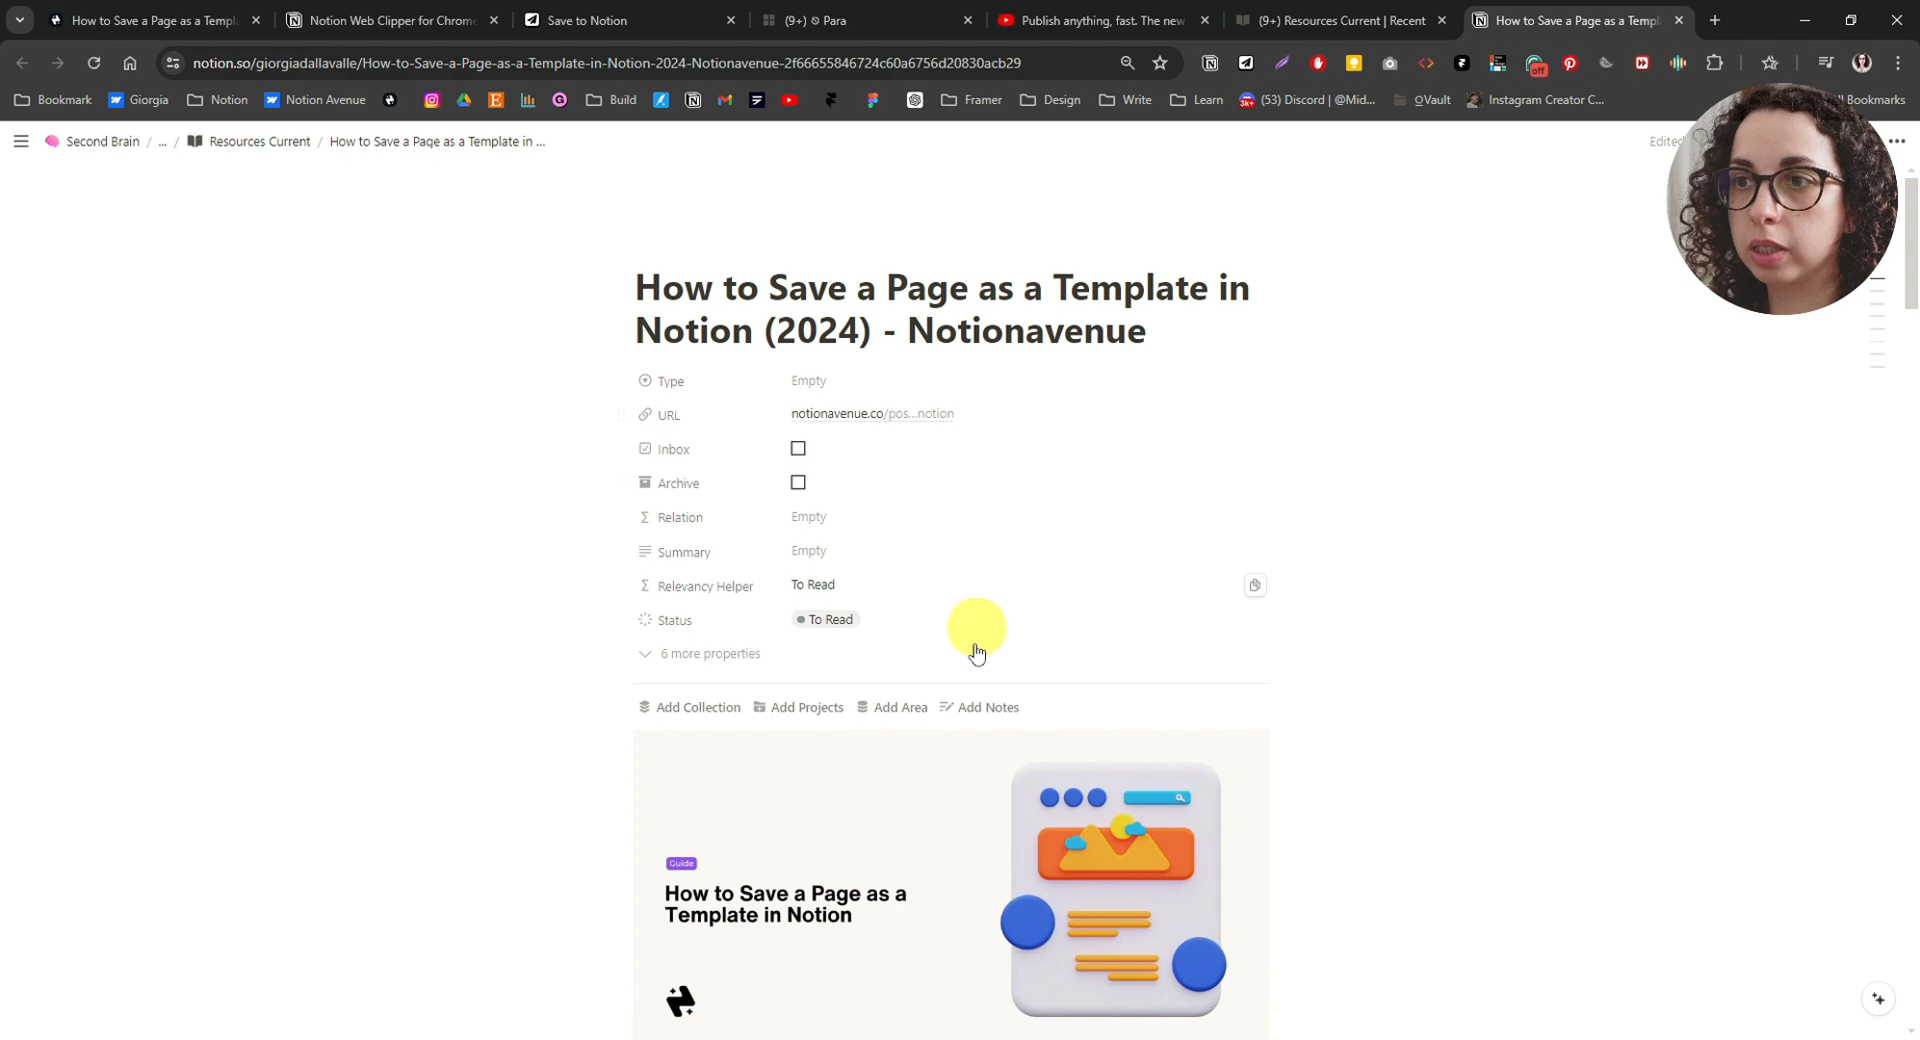 How to Save a Page as a Templ
Notion Web Clipper for Chrome
Save to Notion
(9+) Para
Publish anything, fast. The new
(9+) Resources Current | Recent
How to Save a Page as a Templ
notion.so/giorgiadallavalle/How-to-Save-a-Page-as-a-Template-in-Notion-2024-Notionavenue-2f66655846724c60a6756d20830acb29
off
Bookmark
Giorgia
Notion
Notion Avenue
Build
Framer
Design
Write
Learn
3k+
(53) Discord | @Mid...
QVault
Instagram Creator C...
Bookmarks
Second Brain / ... / Resources Current / How to Save a Page as a Template in ...
Edited
How to Save a Page as a Template in
Notion (2024) - Notionavenue
Type Empty
URL notionavenue.co/pos...notion
Inbox
Archive
Relation Empty
Summary Empty
Relevancy Helper To Read
Status To Read
6 more properties
Add Collection Add Projects Add Area Add Notes
Guide
How to Save a Page as a
Template in Notion